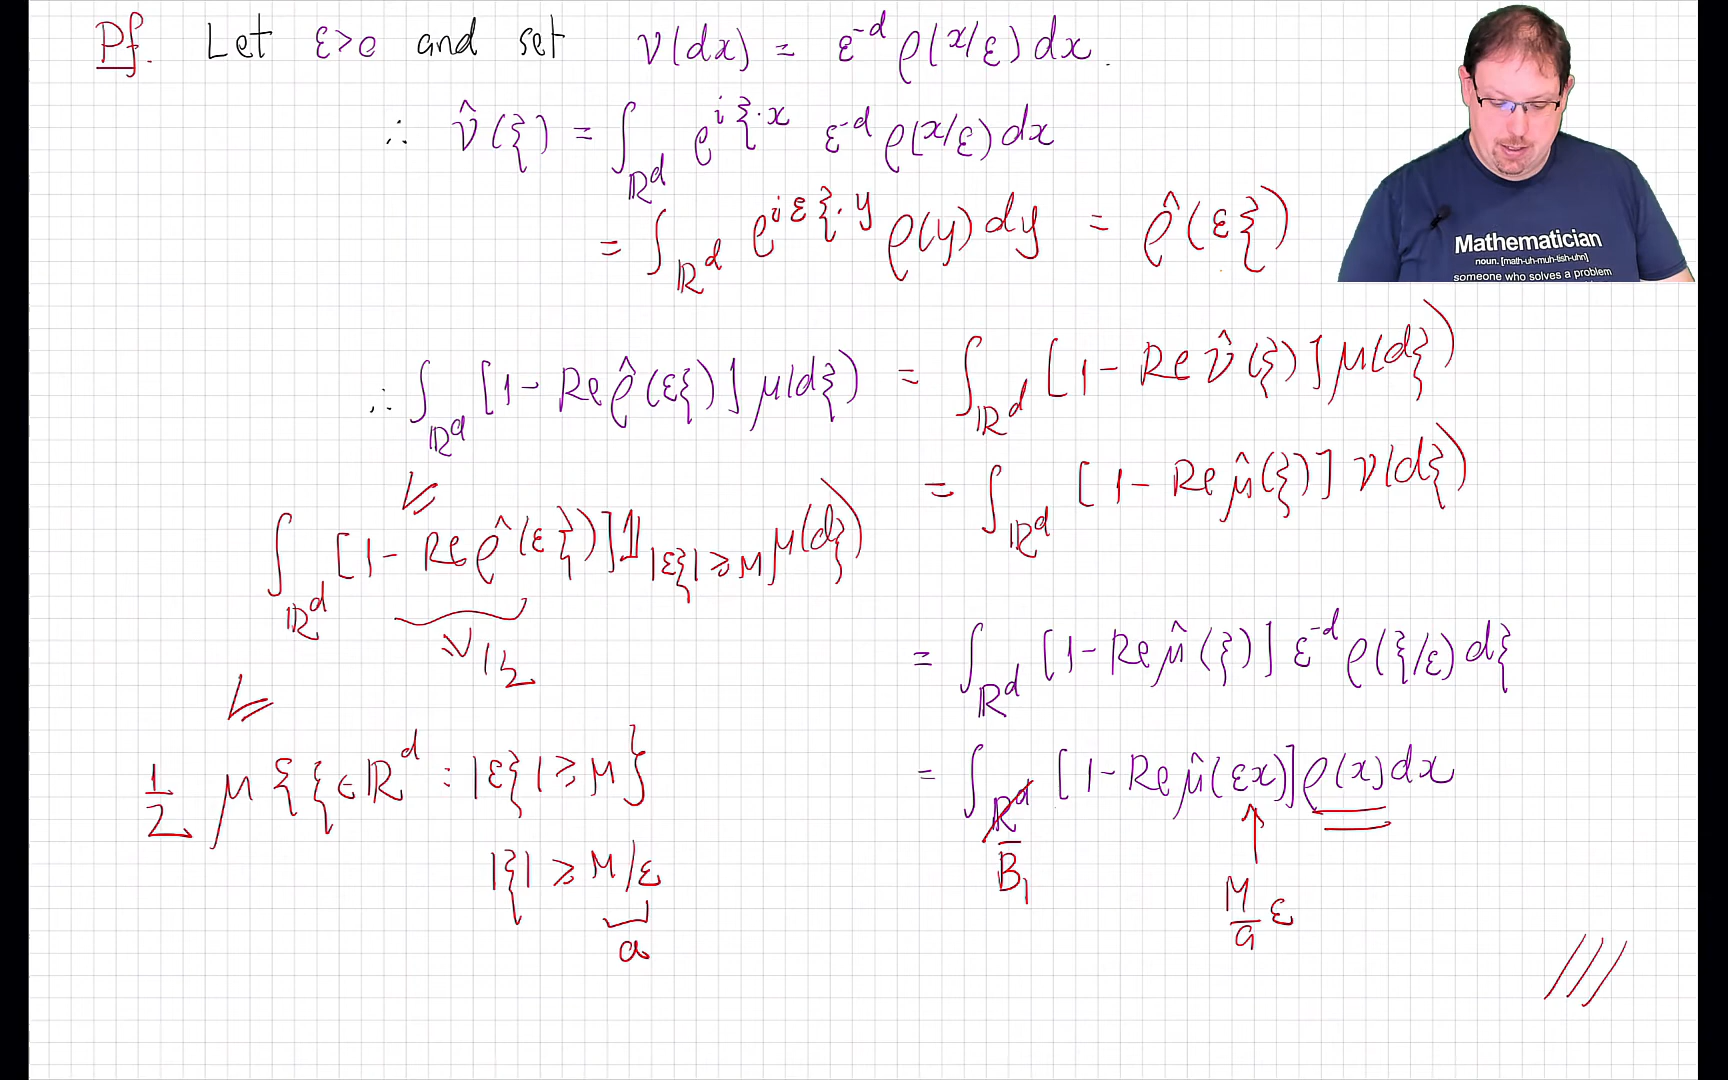 Pf. Let ε>0 and set ν(dx) = ε^{-d} ρ(x/ε) dx.
∴ ν̂(ξ) = ∫_{ℝ^d} e^{iξ·x} ε^{-d} ρ(x/ε) dx
= ∫_{ℝ^d} e^{iεξ·y} ρ(y) dy = ρ̂(εξ)
∴ ∫_{ℝ^d} [1 - Re ρ̂(εξ)] μ(dξ) = ∫_{ℝ^d} [1 - Re ν̂(ξ)] μ(dξ)
= ∫_{ℝ^d} [1 - Re μ̂(ξ)] ν(dξ)
≥
∫_{ℝ^d} [1 - Re ρ̂(εξ)] 𝟙_{|εξ| ≥ M} μ(dξ)
≥ 1/2
= ∫_{ℝ^d} [1 - Re μ̂(ξ)] ε^{-d} ρ(ξ/ε) dξ
≥
1/2 μ{ξ ∈ ℝ^d : |εξ| ≥ M}
= ∫_{ℝ^d} [1 - Re μ̂(εx)] ρ(x) dx
B̅_1
|ξ| ≥ M/ε
a
M/a ε
///
Mathematician
noun. [math-uh-muh-tish-uhn]
someone who solves a problem